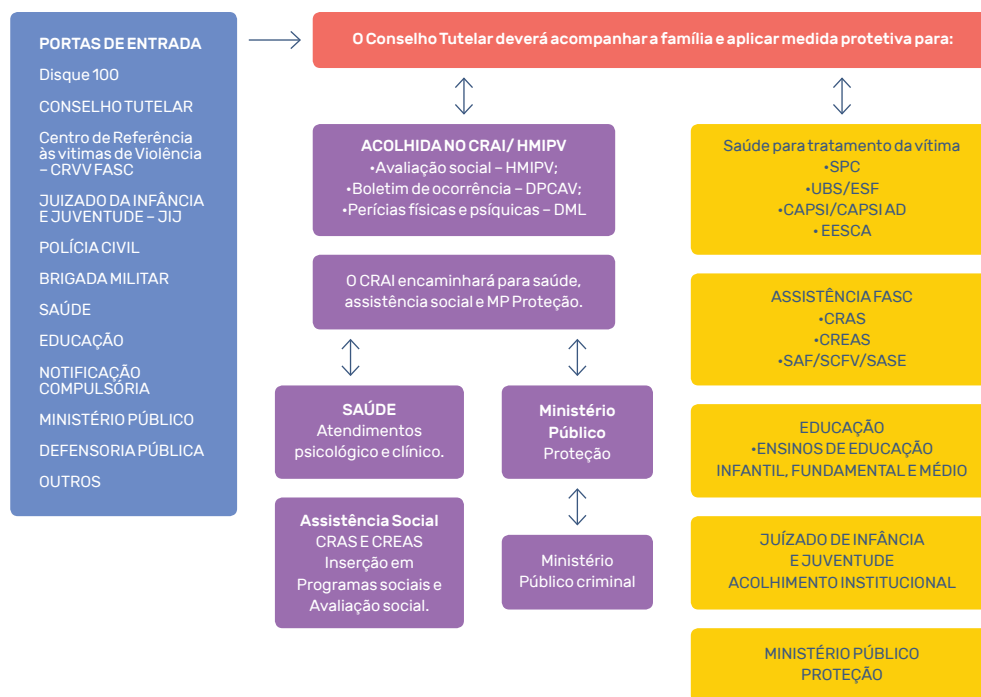 PORTAS DE ENTRADA
Disque 100
CONSELHO TUTELAR
Centro de Referência
às vitimas de Violência
– CRVV FASC
JUIZADO DA INFÂNCIA
E JUVENTUDE – JIJ
POLÍCIA CIVIL
BRIGADA MILITAR
SAÚDE
EDUCAÇÃO
NOTIFICAÇÃO
COMPULSÓRIA
MINISTÉRIO PÚBLICO
DEFENSORIA PÚBLICA
OUTROS
O Conselho Tutelar deverá acompanhar a família e aplicar medida protetiva para:
ACOLHIDA NO CRAI/ HMIPV
•Avaliação social – HMIPV;
•Boletim de ocorrência – DPCAV;
•Perícias físicas e psíquicas – DML
O CRAI encaminhará para saúde,
assistência social e MP Proteção.
SAÚDE
Atendimentos
psicológico e clínico.
Assistência Social
CRAS E CREAS
Inserção em
Programas sociais e
Avaliação social.
Ministério
Público
Proteção
Ministério
Público criminal
Saúde para tratamento da vítima
•SPC
•UBS/ESF
•CAPSI/CAPSI AD
•EESCA
ASSISTÊNCIA FASC
•CRAS
•CREAS
•SAF/SCFV/SASE
EDUCAÇÃO
•ENSINOS DE EDUCAÇÃO
INFANTIL, FUNDAMENTAL E MÉDIO
JUÍZADO DE INFÂNCIA
E JUVENTUDE
ACOLHIMENTO INSTITUCIONAL
MINISTÉRIO PÚBLICO
PROTEÇÃO